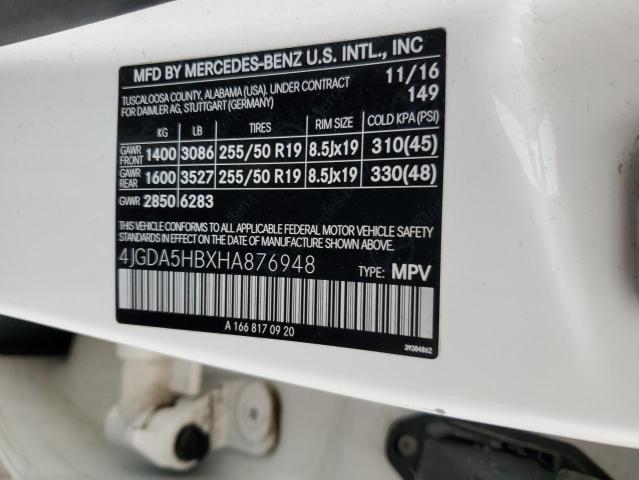 MFD BY MERCEDES-BENZ U.S. INTL., INC
TUSCALOOSA COUNTY, ALABAMA (USA). UNDER CONTRACT 11/16
FOR DAIMLER AG, STUTTGART (GERMANY) 149
KG LB TIRES RIM SIZE COLD KPA (PSI)
GAWR FRONT 1400 3086 255/50 R19 8.5Jx19 310(45)
GAWR REAR 1600 3527 255/50 R19 8.5Jx19 330(48)
GVWR 2850 6283
THIS VEHICLE CONFORMS TO ALL APPLICABLE FEDERAL MOTOR VEHICLE SAFETY
STANDARDS IN EFFECT ON THE DATE OF MANUFACTURE SHOWN ABOVE.
4JGDA5HBXHA876948 TYPE: MPV
A 166 817 09 20
39384862